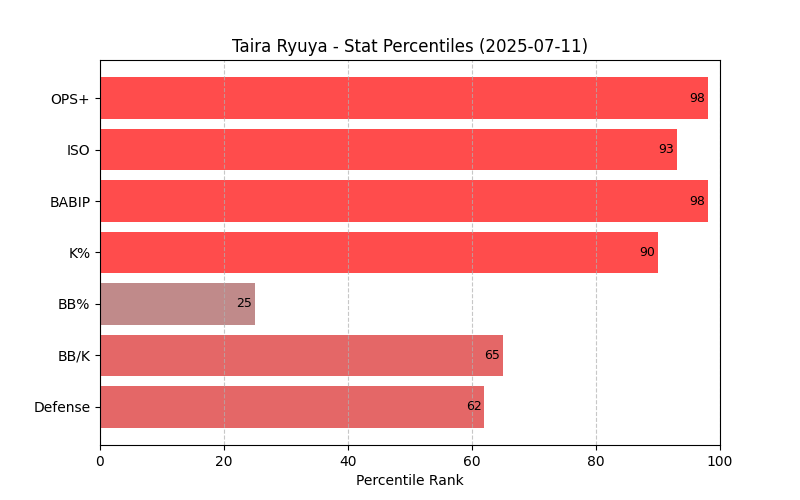 Taira Ryuya - Stat Percentiles (2025-07-11)
OPS+ 98
ISO 93
BABIP 98
K% 90
BB% 25
BB/K 65
Defense 62
0 20 40 60 80 100
Percentile Rank